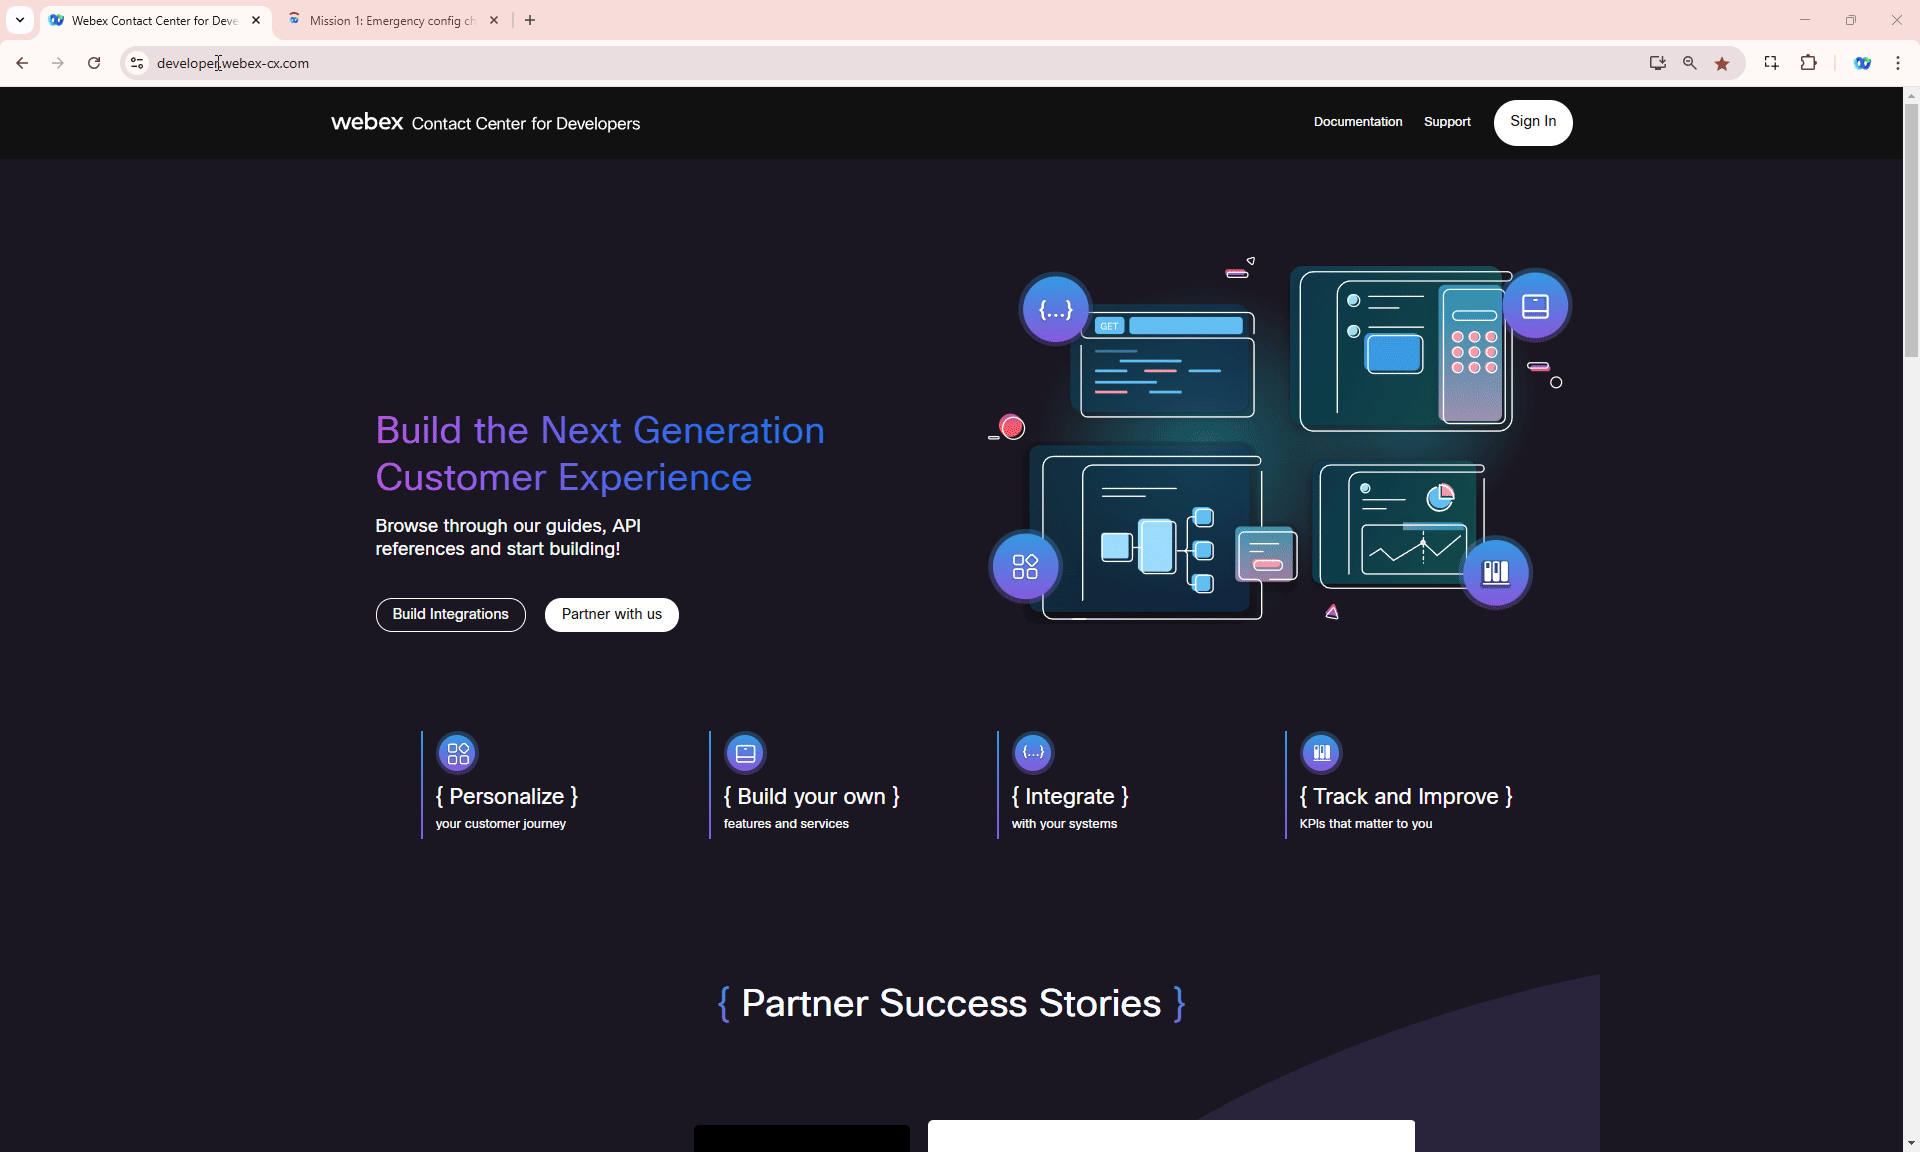 Webex Contact Center for Deve
Mission 1: Emergency config ch
developer.webex-cx.com
webex Contact Center for Developers
Documentation
Support
Sign In
{...}
GET
Build the Next Generation
Customer Experience
Browse through our guides, API
references and start building!
Build Integrations
Partner with us
{...}
{ Personalize }
your customer journey
{ Build your own }
features and services
{ Integrate }
with your systems
{ Track and Improve }
KPIs that matter to you
{ Partner Success Stories }